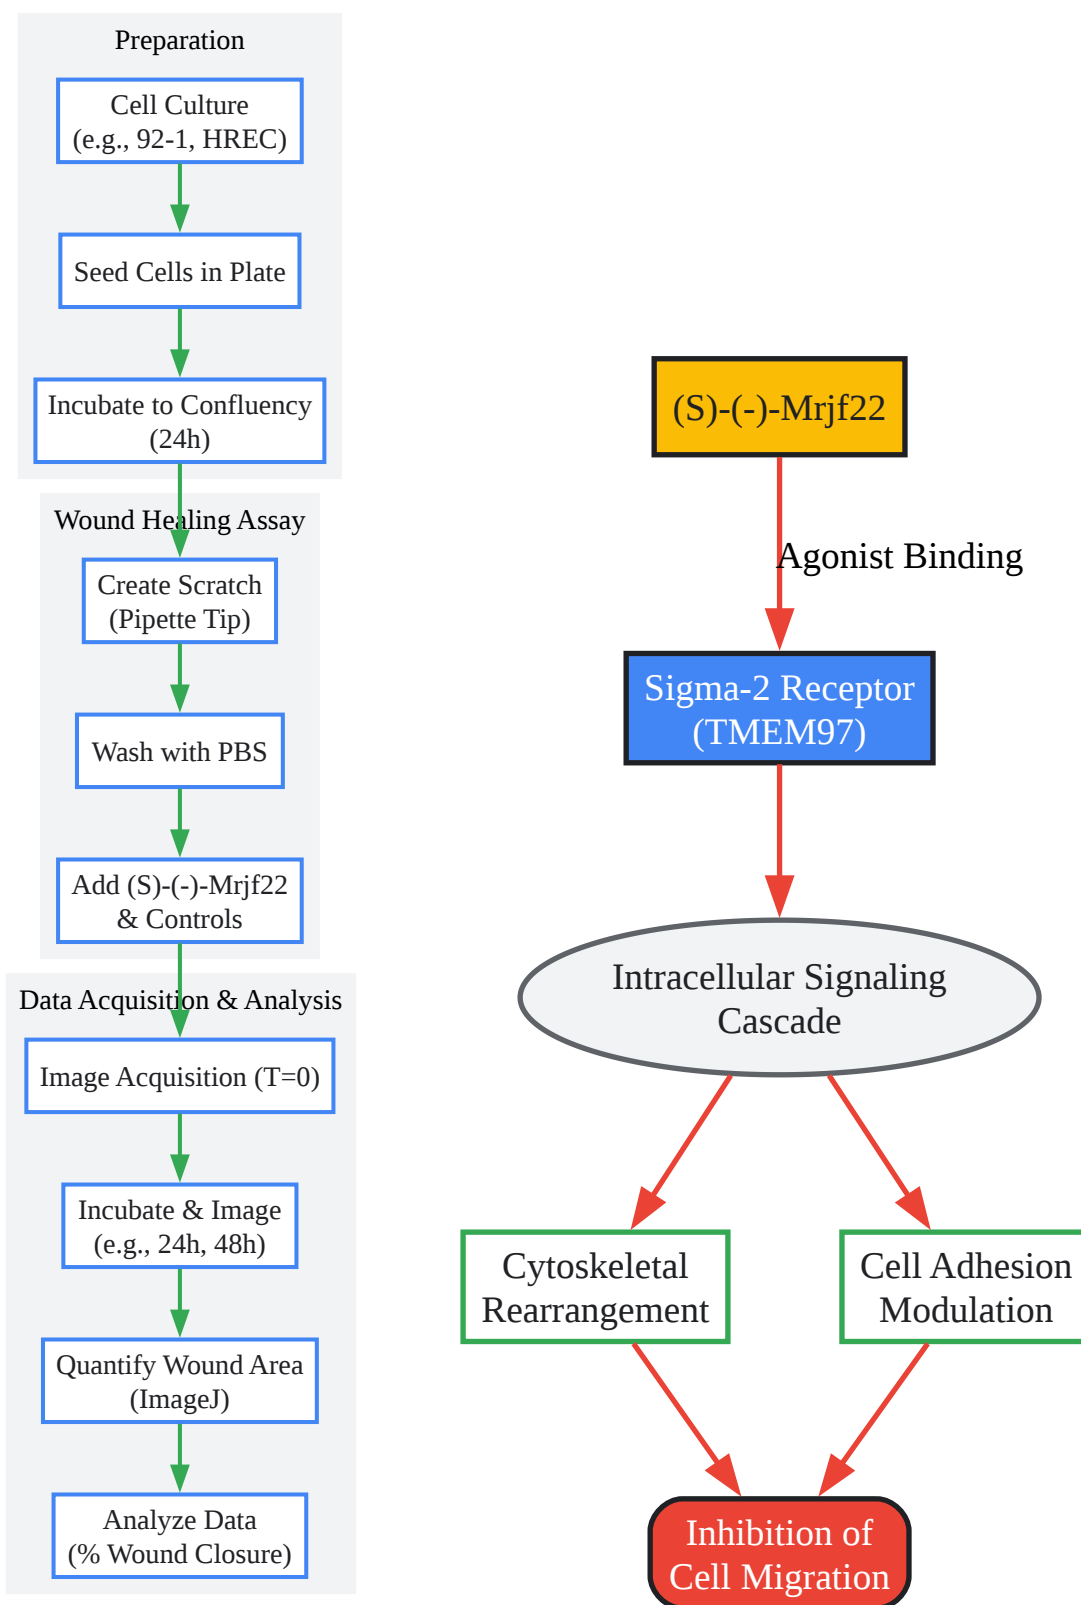 Preparation
Cell Culture
(e.g., 92-1, HREC)
Seed Cells in Plate
Incubate to Confluency
(24h)
Wound Healing Assay
Create Scratch
(Pipette Tip)
Wash with PBS
Add (S)-(-)-Mrjf22
& Controls
Data Acquisition & Analysis
Image Acquisition (T=0)
Incubate & Image
(e.g., 24h, 48h)
Quantify Wound Area
(ImageJ)
Analyze Data
(% Wound Closure)
(S)-(-)-Mrjf22
Agonist Binding
Sigma-2 Receptor
(TMEM97)
Intracellular Signaling
Cascade
Cytoskeletal
Rearrangement
Cell Adhesion
Modulation
Inhibition of
Cell Migration